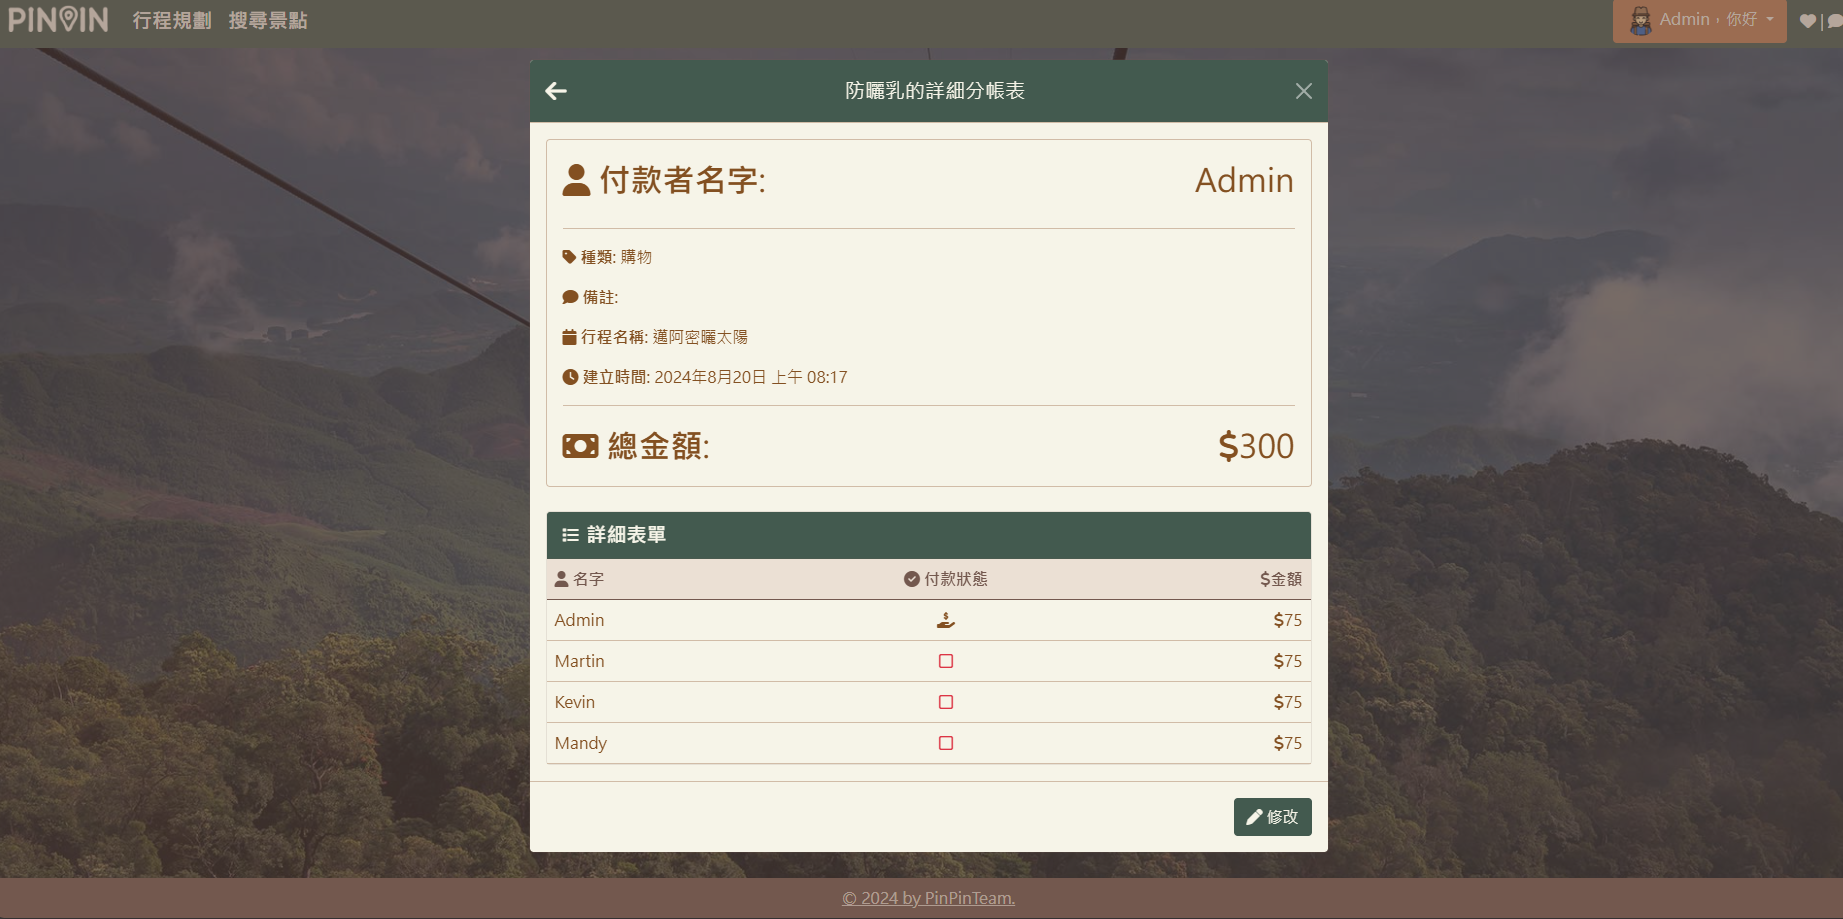 PINPIN 行程規劃 搜尋景點 Admin，你好
防曬乳的詳細分帳表
付款者名字: Admin
種類: 購物
備註:
行程名稱: 邁阿密曬太陽
建立時間: 2024年8月20日 上午 08:17
總金額: $300
詳細表單
名字 付款狀態 $金額
Admin $75
Martin $75
Kevin $75
Mandy $75
修改
© 2024 by PinPinTeam.